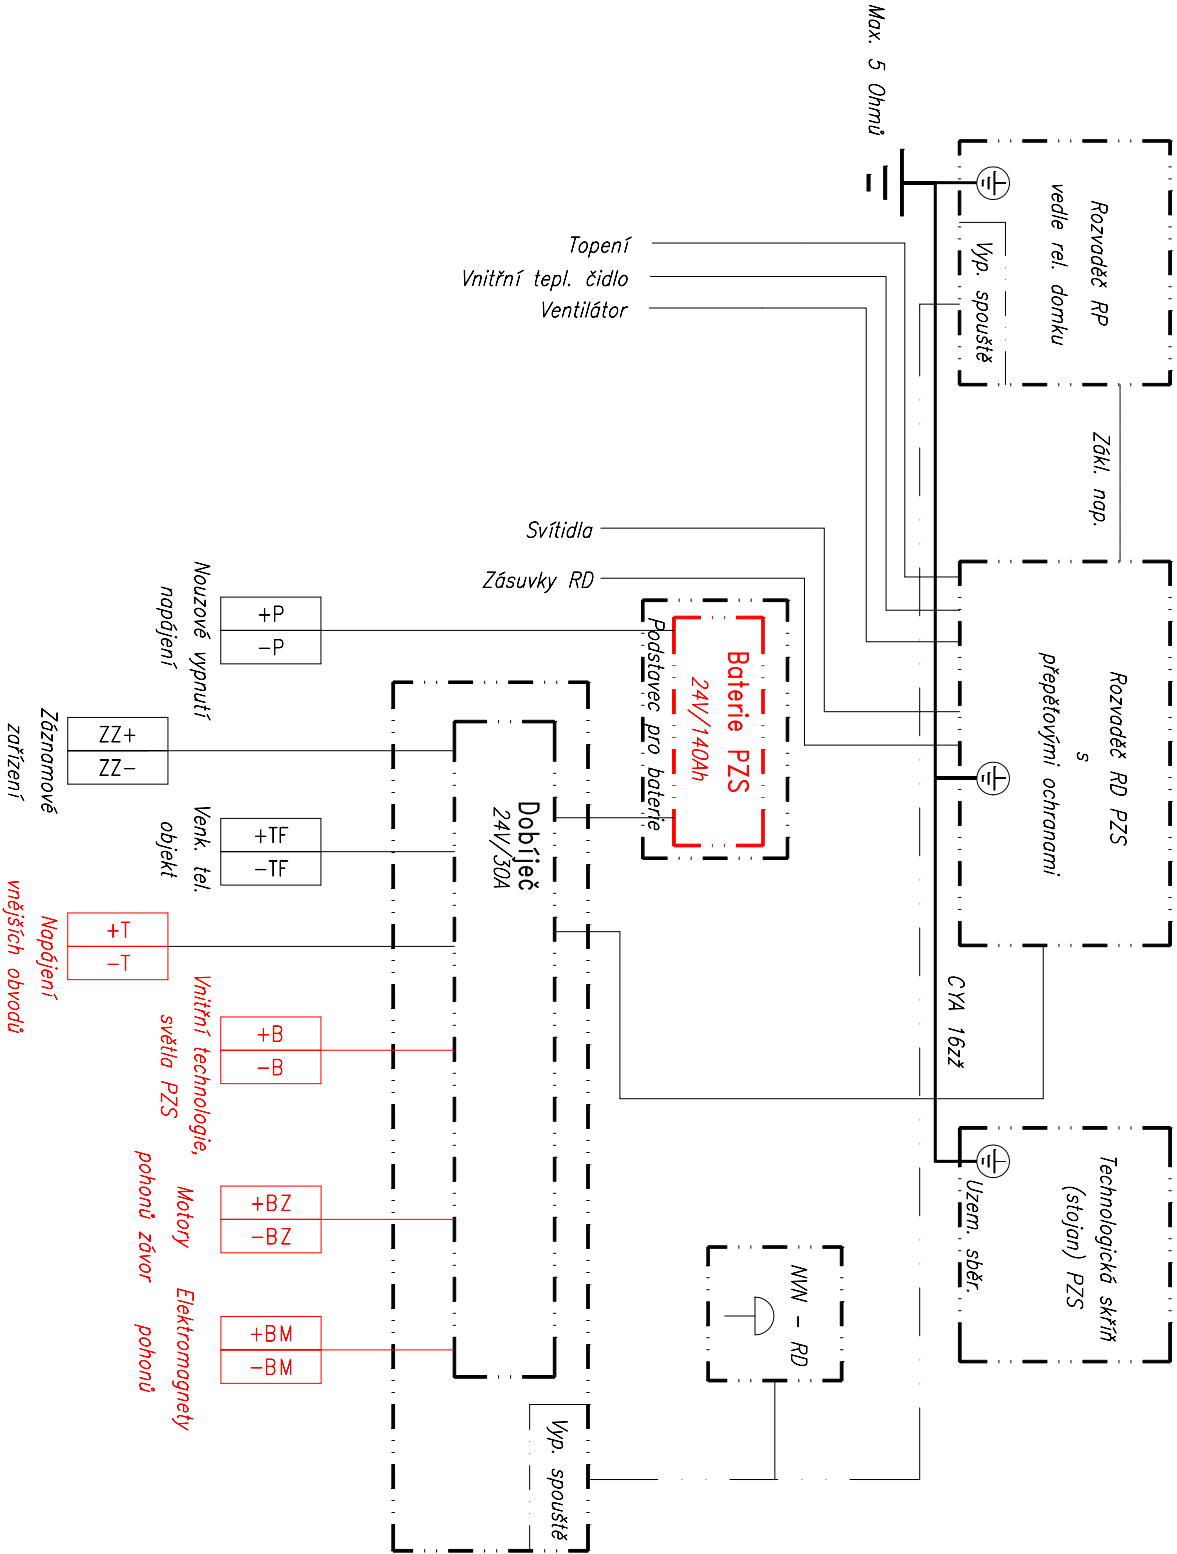 Max. 5 Ohmů
Rozvaděč RP
vedle rel. domku
Vyp. spouště
Zákl. nap.
Rozvaděč RD PZS
s
přepěťovými ochranami
CYA 16zž
Technologická skříň
(stojan) PZS
Uzem. sběr.
Topení
Vnitřní tepl. čidlo
Ventilátor
Svítidla
Zásuvky RD
Baterie PZS
24V/140Ah
Podstavec pro baterie
NVN - RD
Dobíječ
24V/30A
Vyp. spouště
+P
-P
Nouzové vypnutí
napájení
ZZ+
ZZ-
Záznamové
zařízení
+TF
-TF
Venk. tel.
objekt
+T
-T
Napájení
vnějších obvodů
+B
-B
Vnitřní technologie,
světla PZS
+BZ
-BZ
Motory
pohonů závor
+BM
-BM
Elektromagnety
pohonů